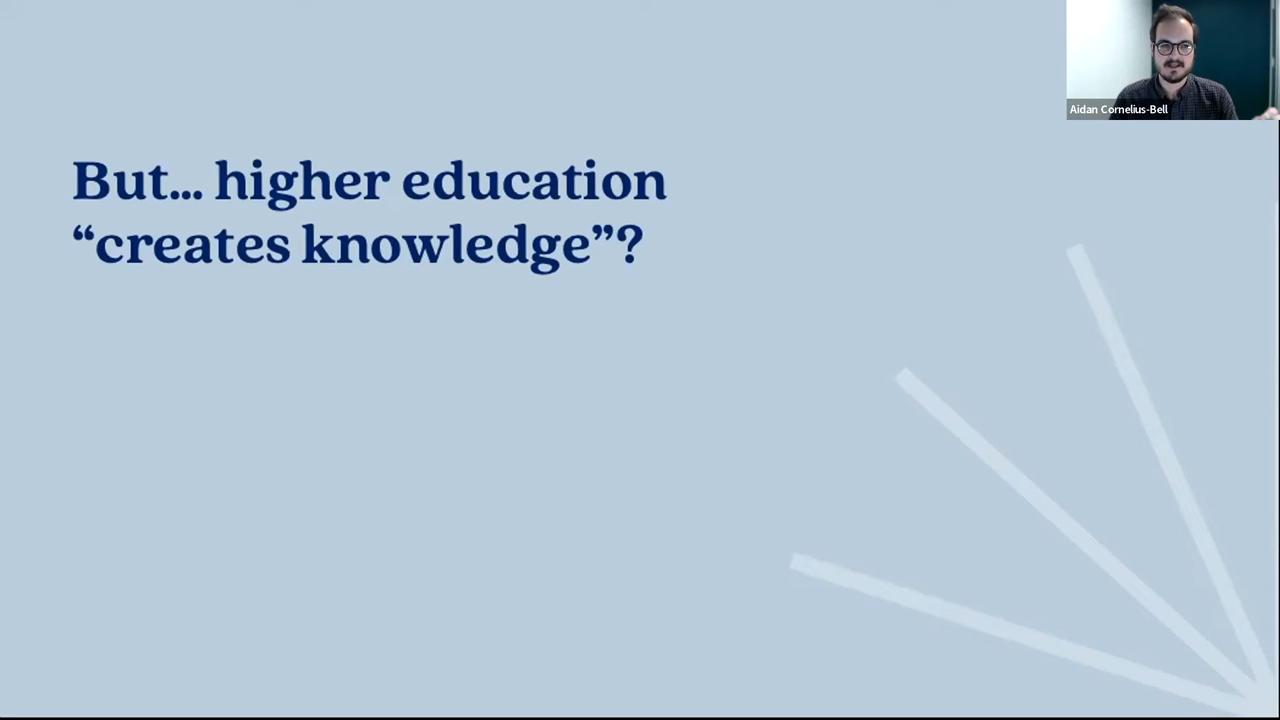 Aidan Cornelius-Bell
But... higher education
“creates knowledge”?